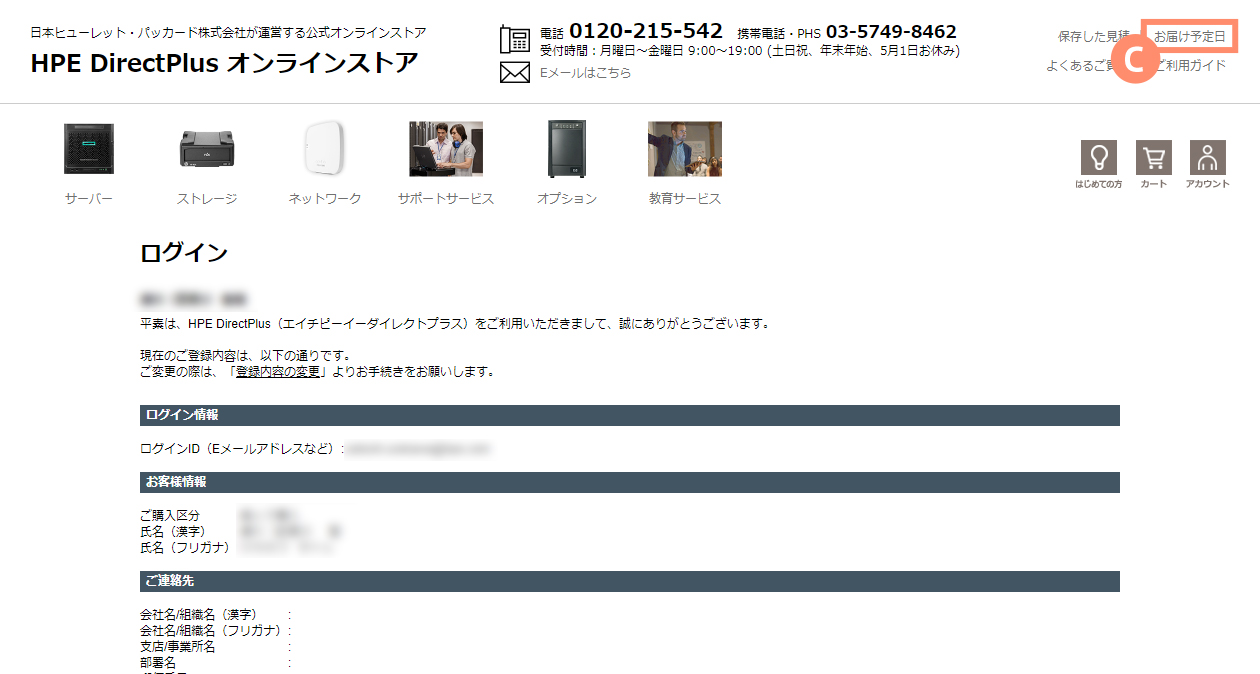 日本ヒューレット・パッカード株式会社が運営する公式オンラインストア
HPE DirectPlus オンラインストア
電話 0120-215-542 携帯電話・PHS 03-5749-8462
受付時間：月曜日～金曜日 9:00～19:00 (土日祝、年末年始、5月1日お休み)
Eメールはこちら
保存した見積 お届け予定日
よくあるご質 ご利用ガイド
C
サーバー
ストレージ
ネットワーク
サポートサービス
オプション
教育サービス
はじめての方
カート
アカウント
ログイン
平素は、HPE DirectPlus（エイチピーイーダイレクトプラス）をご利用いただきまして、誠にありがとうございます。
現在のご登録内容は、以下の通りです。
ご変更の際は、「登録内容の変更」よりお手続きをお願いします。
ログイン情報
ログインID（Eメールアドレスなど）:
お客様情報
ご購入区分
氏名（漢字）
氏名（フリガナ）
ご連絡先
会社名/組織名（漢字） :
会社名/組織名（フリガナ） :
支店/事業所名 :
部署名 :